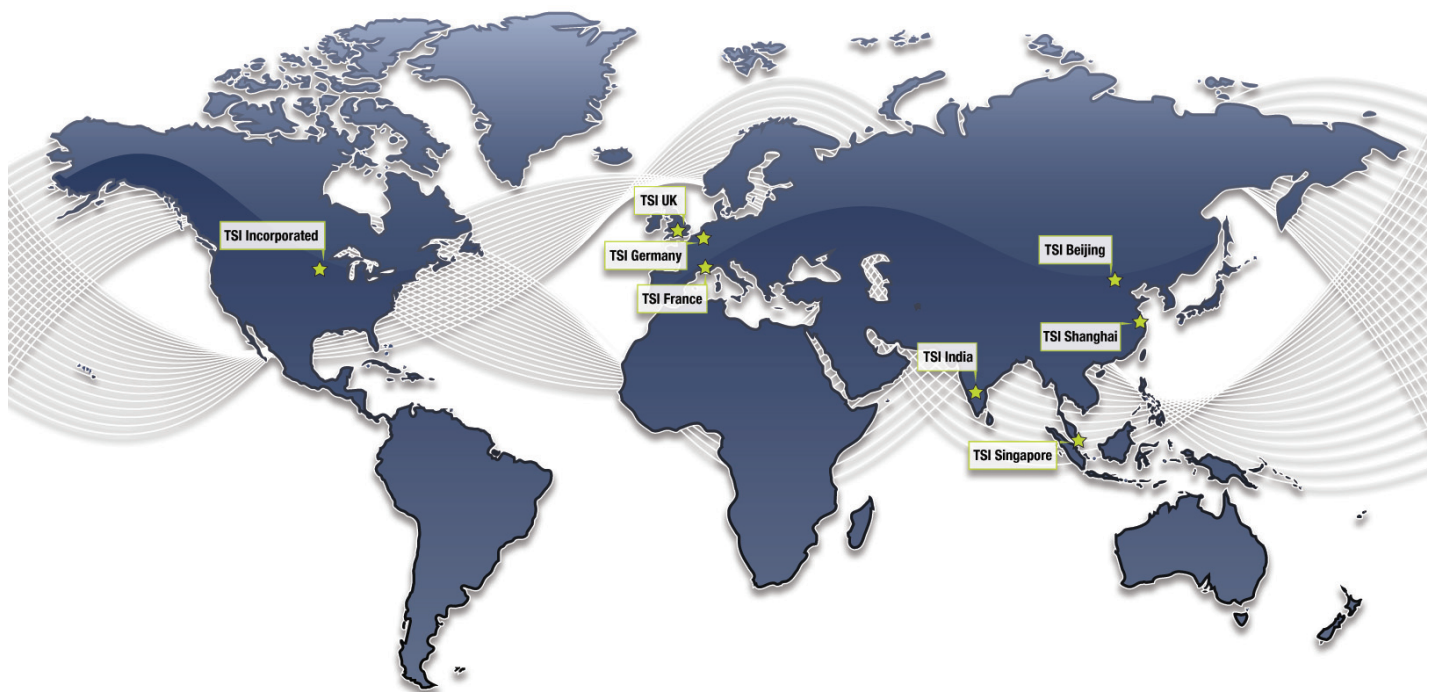 TSI UK
TSI Incorporated
TSI Germany
TSI Beijing
TSI France
TSI Shanghai
TSI India
TSI Singapore